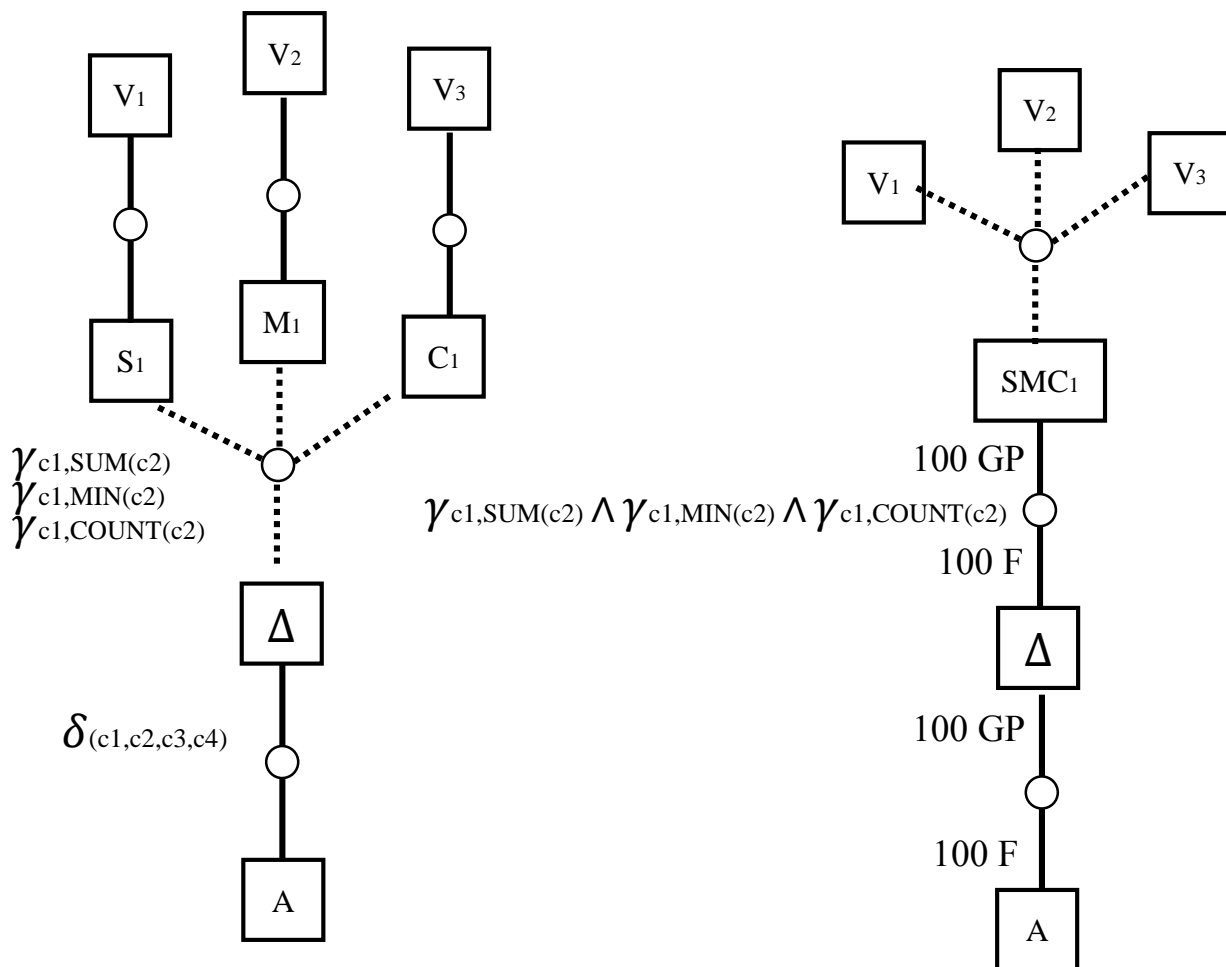 V1
V2
V3
S1
M1
C1
γc1,SUM(c2)
γc1,MIN(c2)
γc1,COUNT(c2)
Δ
δ(c1,c2,c3,c4)
A
V1
V2
V3
SMC1
100 GP
γc1,SUM(c2) ∧ γc1,MIN(c2) ∧ γc1,COUNT(c2)
100 F
Δ
100 GP
100 F
A